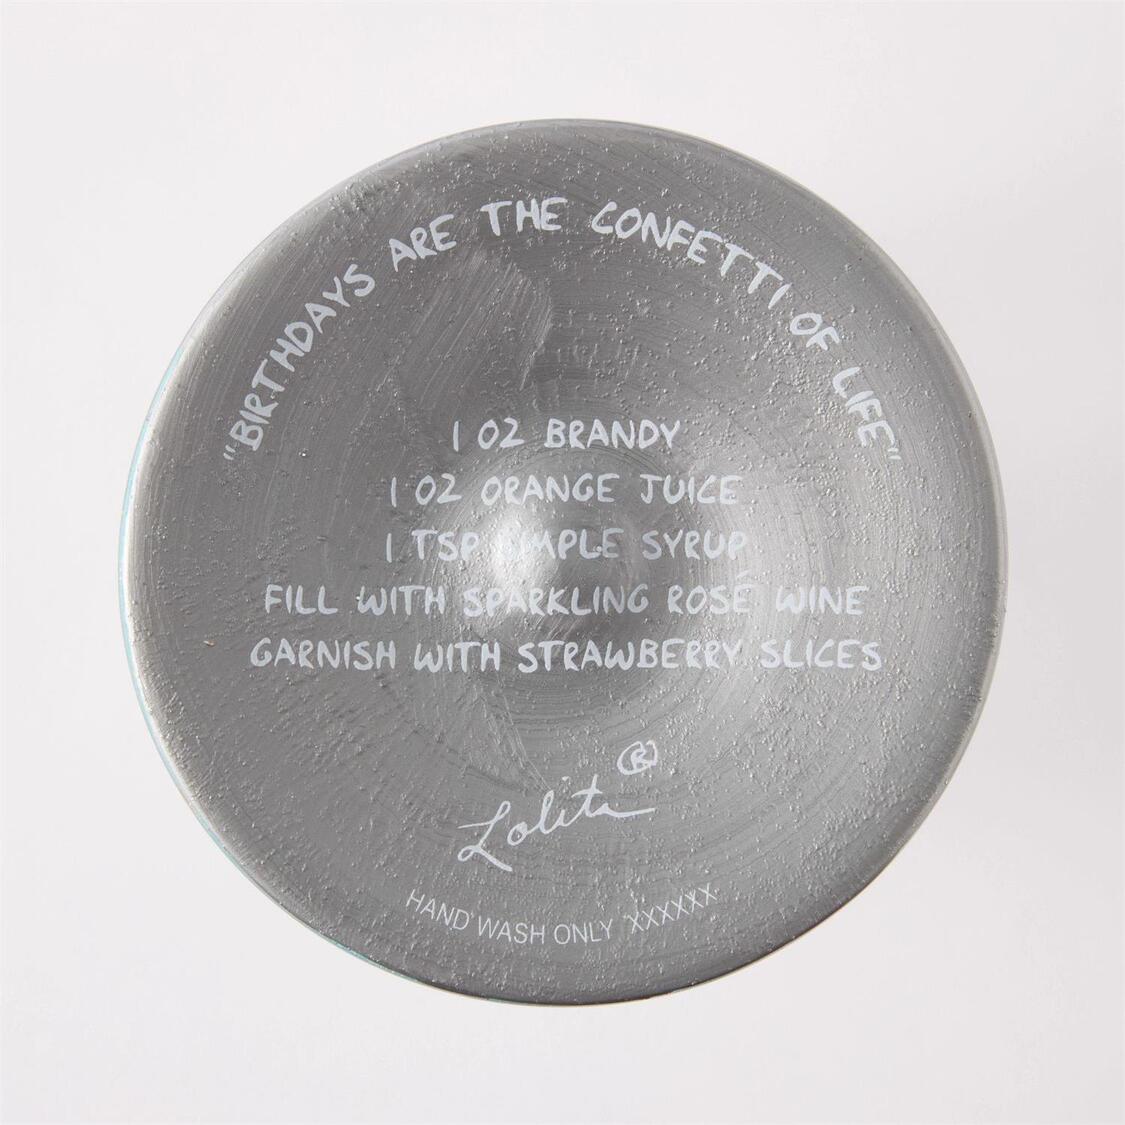 "BIRTHDAYS ARE THE CONFETTI OF LIFE"
1 OZ BRANDY
1 OZ ORANGE JUICE
1 TSP SIMPLE SYRUP
FILL WITH SPARKLING ROSÉ WINE
GARNISH WITH STRAWBERRY SLICES
Lolita ®
HAND WASH ONLY XXXXXX